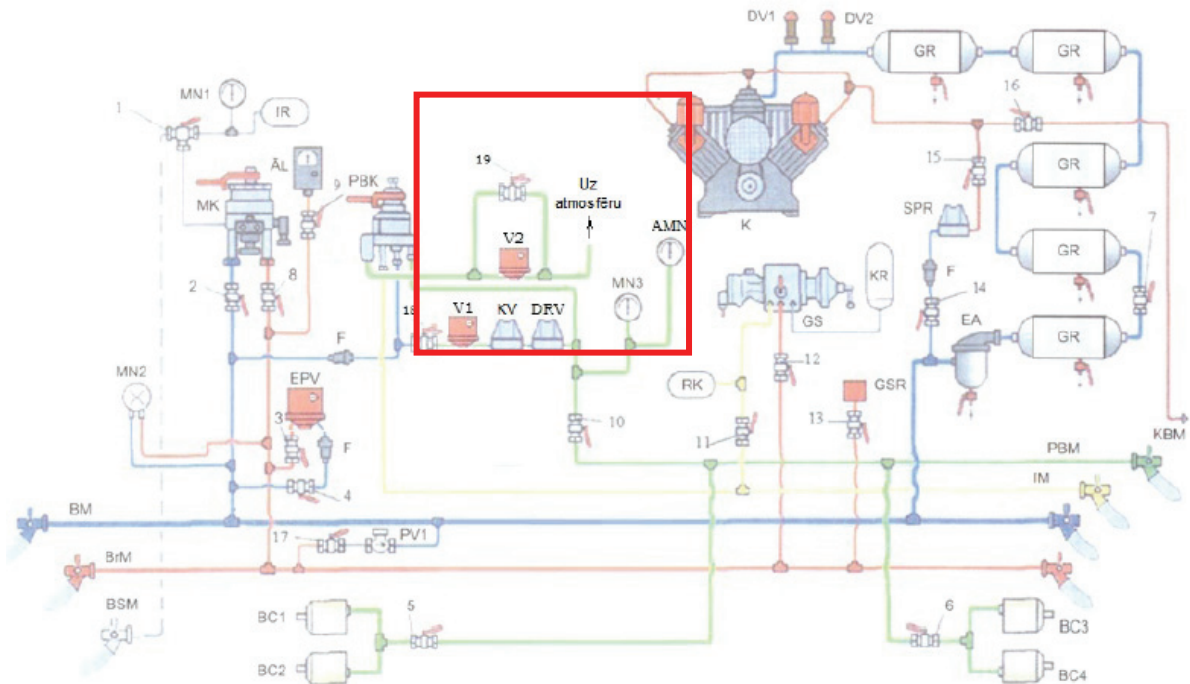 DV1
DV2
GR
GR
1
MN1
IR
16
ĀL
9
PBK
19
Uz
atmosfēru
AMN
K
15
GR
MK
SPR
7
V2
KR
2
8
MN3
F
14
GR
18
V1
KV
DRV
GS
EA
GR
F
12
MN2
EPV
RK
GSR
3
F
10
11
13
KBM
PBM
4
IM
BM
17
PV1
BrM
BSM
BC1
5
6
BC3
BC2
BC4